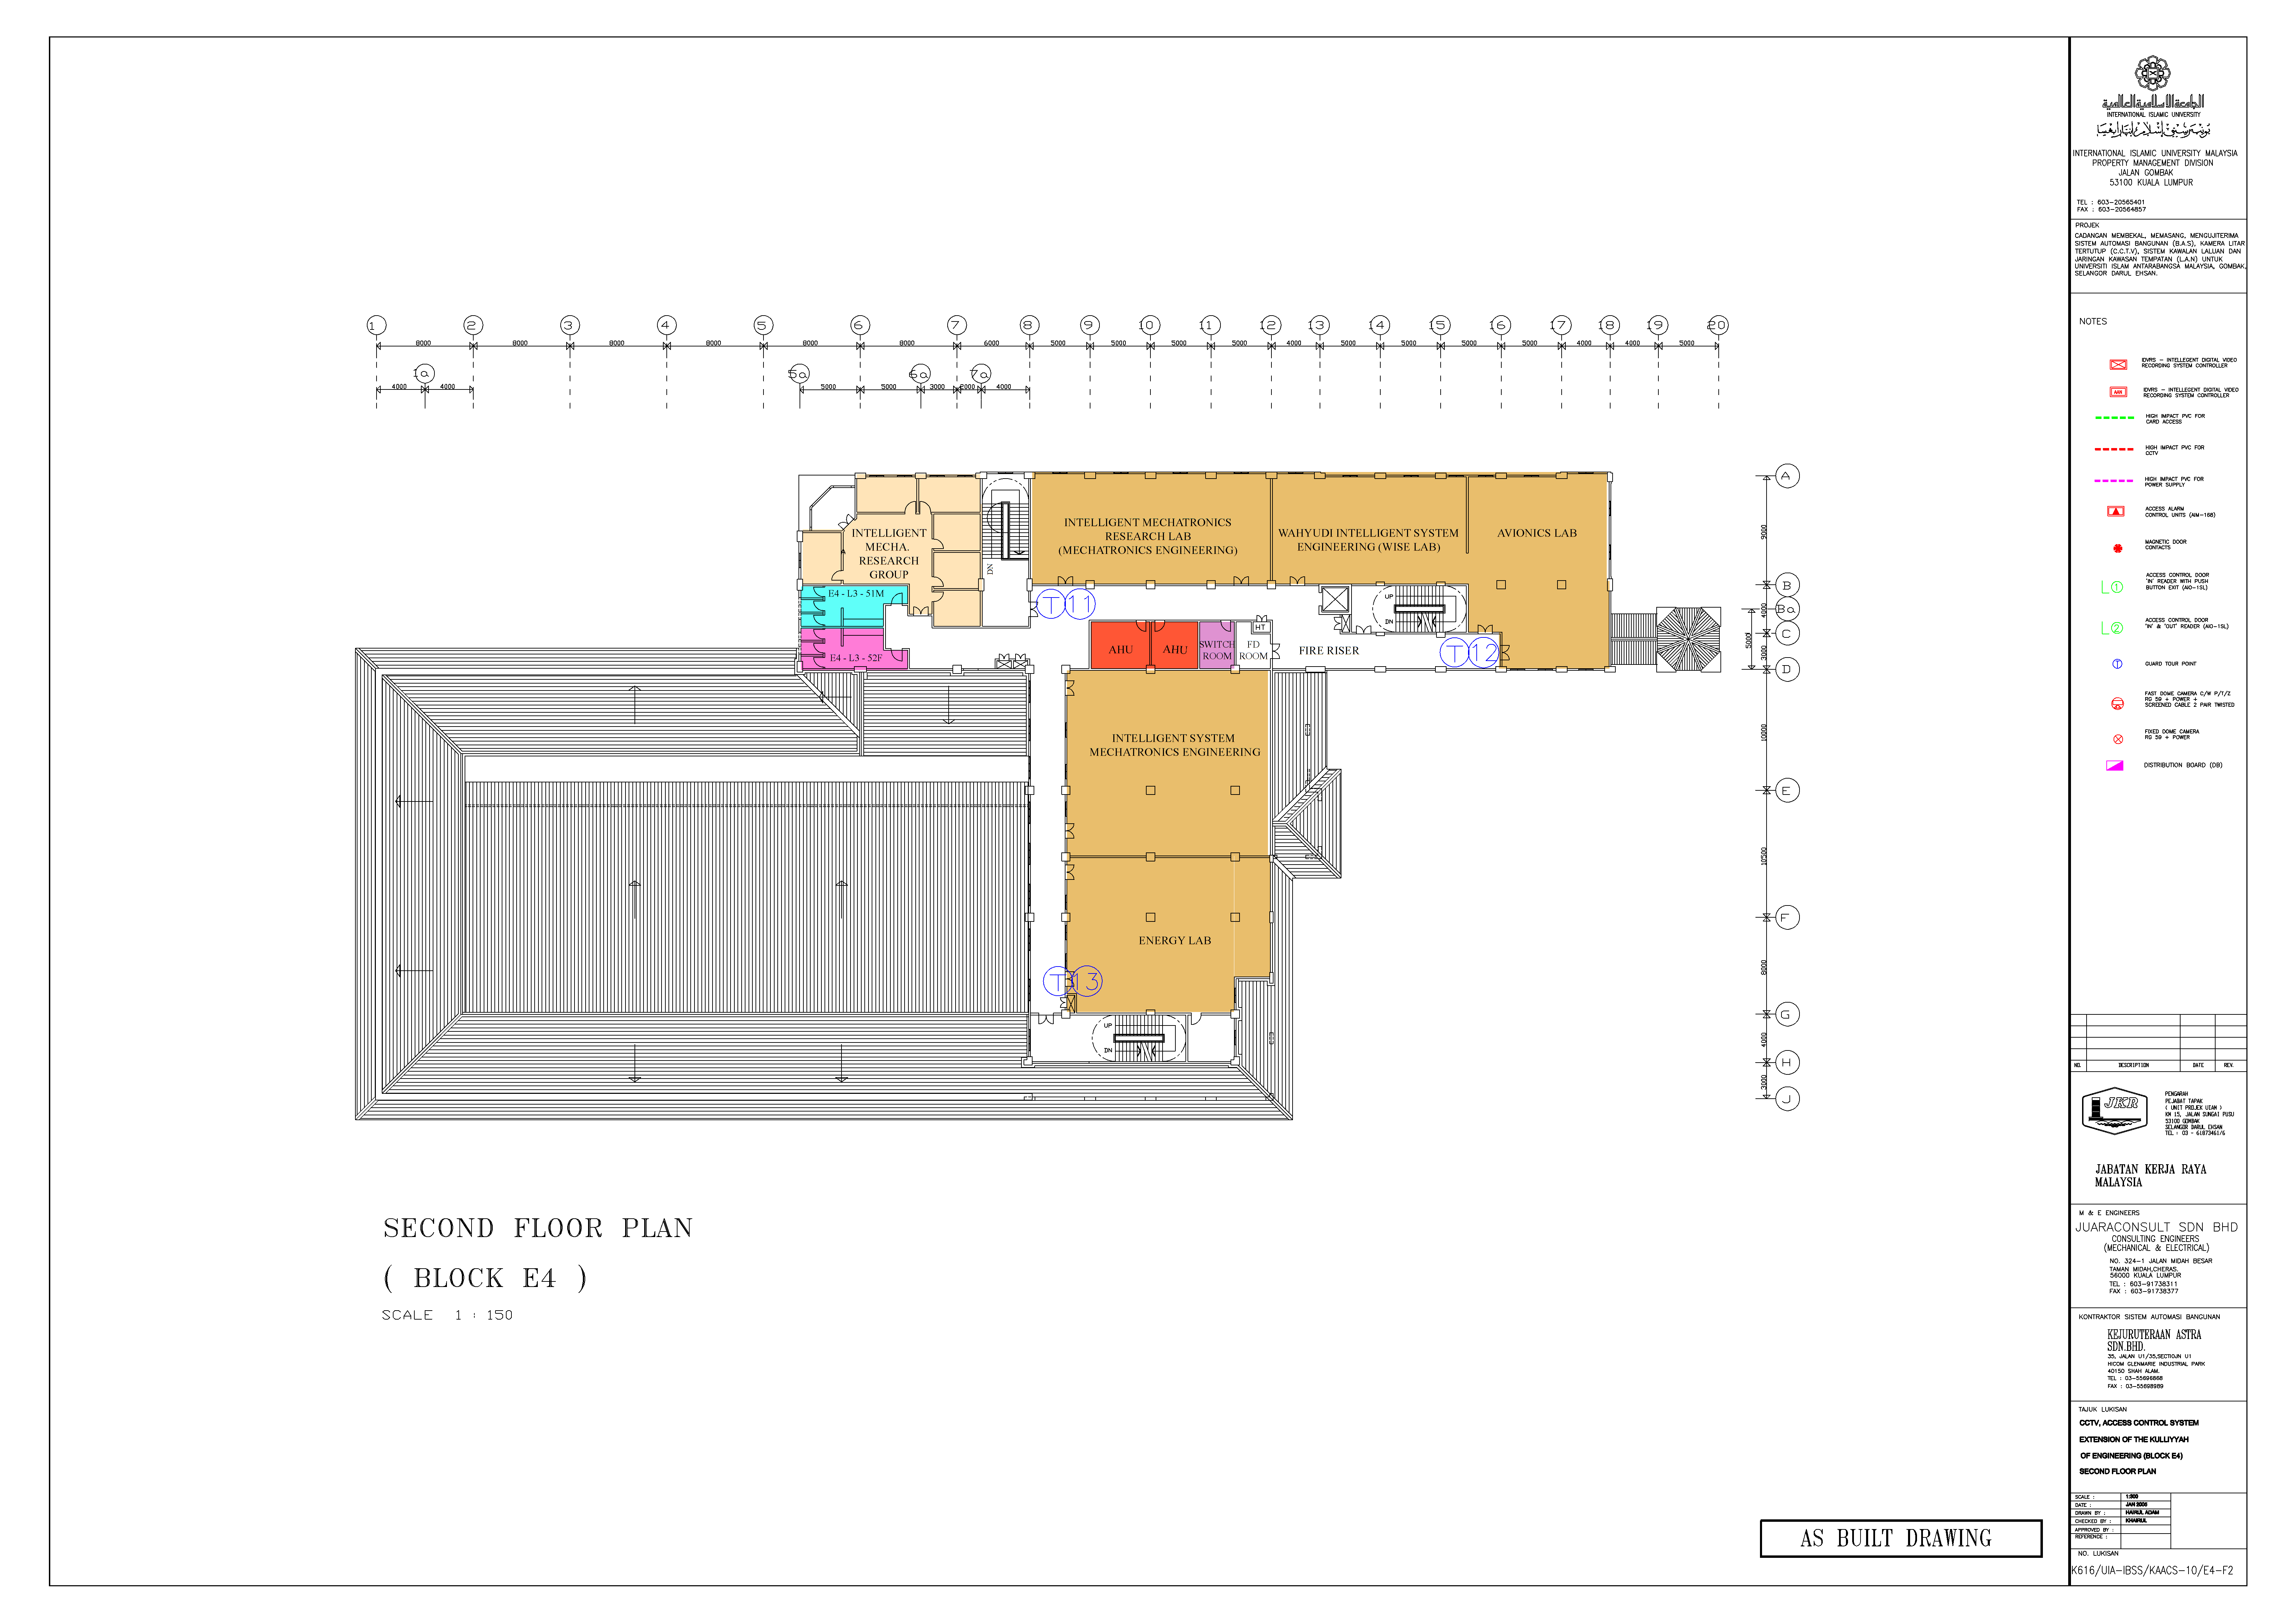 1
2
3
4
5
6
7
8
9
10
11
12
13
14
15
16
17
18
19
20
8000
8000
8000
8000
8000
8000
6000
5000
5000
5000
5000
4000
5000
5000
5000
5000
4000
4000
5000
1a
5a
6a
7a
4000
4000
5000
5000
3000
2000
4000
A
B
Ba
C
D
E
F
G
H
J
9000
4000
5000
3000
10000
10500
8000
4000
3000
INTELLIGENT
MECHA.
RESEARCH
GROUP
DN
INTELLIGENT MECHATRONICS
RESEARCH LAB
(MECHATRONICS ENGINEERING)
WAHYUDI INTELLIGENT SYSTEM
ENGINEERING (WISE LAB)
AVIONICS LAB
E4 - L3 - 51M
E4 - L3 - 52F
T 11
UP
DN
HT
AHU
AHU
SWITCH
ROOM
FD
ROOM
FIRE RISER
T 12
INTELLIGENT SYSTEM
MECHATRONICS ENGINEERING
ENERGY LAB
T 13
UP
DN
SECOND FLOOR PLAN
( BLOCK E4 )
SCALE 1 : 150
AS BUILT DRAWING
الجامعة الإسلامية العالمية
INTERNATIONAL ISLAMIC UNIVERSITY
INTERNATIONAL ISLAMIC UNIVERSITY MALAYSIA
PROPERTY MANAGEMENT DIVISION
JALAN GOMBAK
53100 KUALA LUMPUR
TEL : 603-20565401
FAX : 603-20564857
PROJEK
CADANGAN MEMBEKAL, MEMASANG, MENGUJITERIMA
SISTEM AUTOMASI BANGUNAN (B.A.S), KAMERA LITAR
TERTUTUP (C.C.T.V), SISTEM KAWALAN LALUAN DAN
JARINGAN KAWASAN TEMPATAN (L.A.N) UNTUK
UNIVERSITI ISLAM ANTARABANGSA MALAYSIA, GOMBAK,
SELANGOR DARUL EHSAN.
NOTES
IDVRS - INTELLEGENT DIGITAL VIDEO
RECORDING SYSTEM CONTROLLER
IDVRS - INTELLEGENT DIGITAL VIDEO
RECORDING SYSTEM CONTROLLER
HIGH IMPACT PVC FOR
CARD ACCESS
HIGH IMPACT PVC FOR
CCTV
HIGH IMPACT PVC FOR
POWER SUPPLY
ACCESS ALARM
CONTROL UNITS (AIM-168)
MAGNETIC DOOR
CONTACTS
L 1
ACCESS CONTROL DOOR
'IN' READER WITH PUSH
BUTTON EXIT (AIO-1SL)
L 2
ACCESS CONTROL DOOR
"IN" & "OUT" READER (AIO-1SL)
T
GUARD TOUR POINT
FAST DOME CAMERA C/W P/T/Z
RG 59 + POWER +
SCREENED CABLE 2 PAIR TWISTED
FIXED DOME CAMERA
RG 59 + POWER
DISTRIBUTION BOARD (DB)
NO. DESCRIPTION DATE REV.
JKR
PENGARAH
PEJABAT TAPAK
( UNIT PROJEK UIAM )
KM 15, JALAN SUNGAI PUSU
53100 GOMBAK
SELANGOR DARUL EHSAN
TEL : 03 - 61873461/6
JABATAN KERJA RAYA
MALAYSIA
M & E ENGINEERS
JUARACONSULT SDN BHD
CONSULTING ENGINEERS
(MECHANICAL & ELECTRICAL)
NO. 324-1 JALAN MIDAH BESAR
TAMAN MIDAH,CHERAS.
56000 KUALA LUMPUR
TEL : 603-91738311
FAX : 603-91738377
KONTRAKTOR SISTEM AUTOMASI BANGUNAN
KEJURUTERAAN ASTRA
SDN.BHD.
35, JALAN U1/35,SECTIOJN U1
HICOM GLENMARIE INDUSTRIAL PARK
40150 SHAH ALAM.
TEL : 03-55696868
FAX : 03-55698989
TAJUK LUKISAN
CCTV, ACCESS CONTROL SYSTEM
EXTENSION OF THE KULLIYYAH
OF ENGINEERING (BLOCK E4)
SECOND FLOOR PLAN
SCALE : 1:300
DATE : JAN 2006
DRAWN BY : HAIRUL ADAM
CHECKED BY : KHAIRUL
APPROVED BY :
REFERENCE :
NO. LUKISAN
K616/UIA-IBSS/KAACS-10/E4-F2